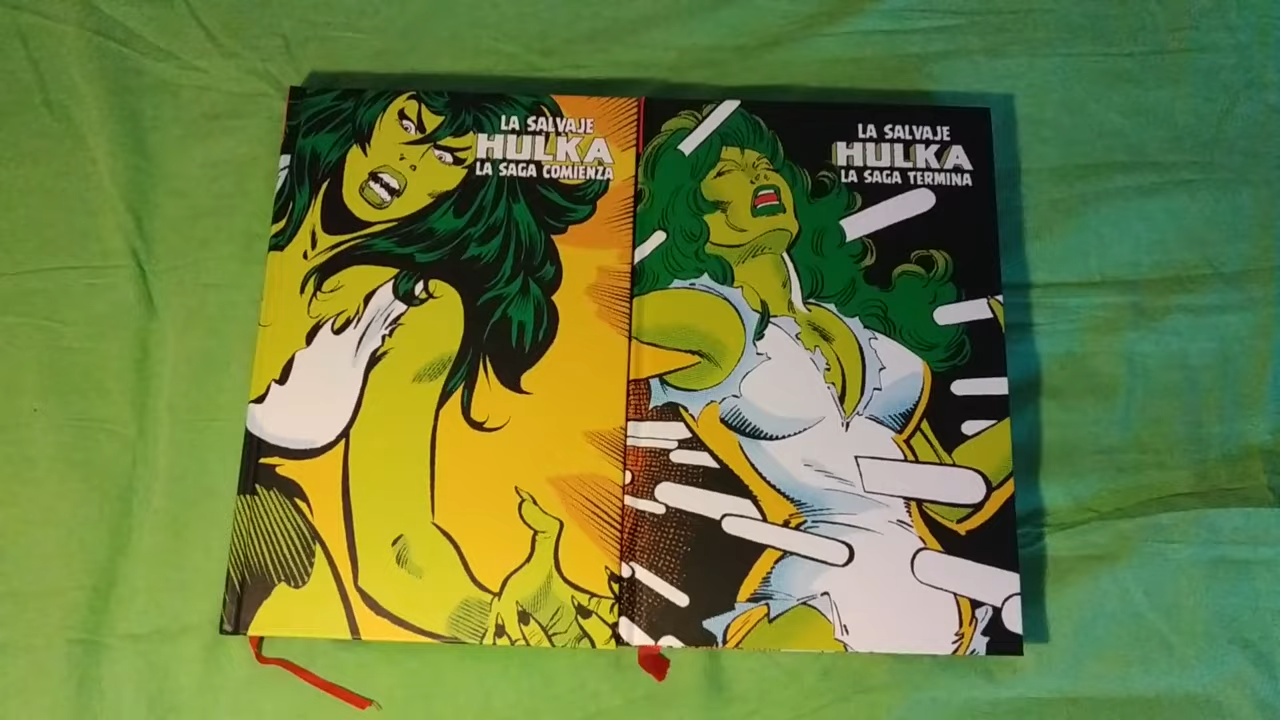 LA SALVAJE
HULKA
LA SAGA COMIENZA
LA SALVAJE
HULKA
LA SAGA TERMINA